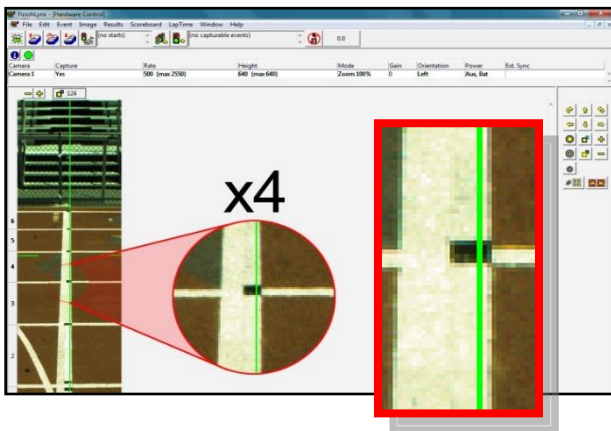 FinishLynx - [Hardware Control]
File Edit Event Image Results Scoreboard LapTime Window Help
(no starts)
(no capturable events)
0.0
Camera Capture Rate Height Mode Gain Orientation Power Ext. Sync
Camera 1 Yes 500 (max 2550) 640 (max 640) Zoom 100% 0 Left Aux, Bat
124
x4
6
5
4
3
2